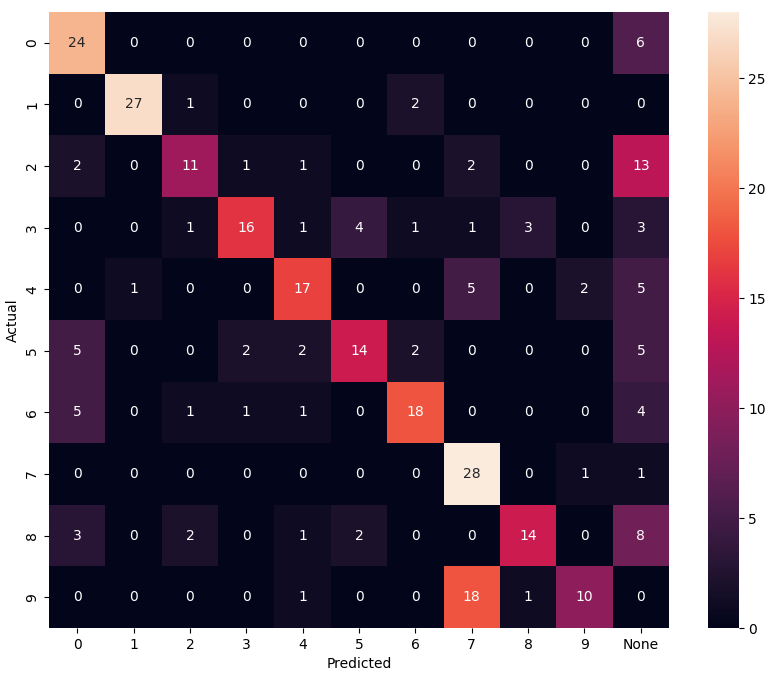 0 24 0 0 0 0 0 0 0 0 0 6
1 0 27 1 0 0 0 2 0 0 0 0
2 2 0 11 1 1 0 0 2 0 0 13
3 0 0 1 16 1 4 1 1 3 0 3
4 0 1 0 0 17 0 0 5 0 2 5
5 5 0 0 2 2 14 2 0 0 0 5
6 5 0 1 1 1 0 18 0 0 0 4
7 0 0 0 0 0 0 0 28 0 1 1
8 3 0 2 0 1 2 0 0 14 0 8
9 0 0 0 0 1 0 0 18 1 10 0
0 1 2 3 4 5 6 7 8 9 None
Predicted
Actual
25
20
15
10
5
0